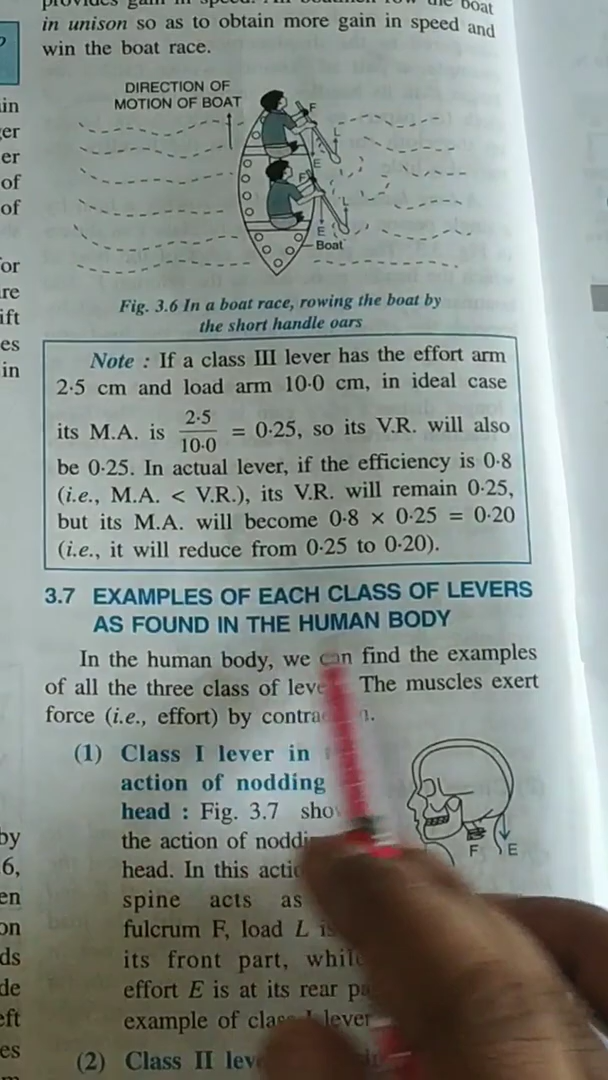 in unison so as to obtain more gain in speed and
win the boat race.
DIRECTION OF
MOTION OF BOAT
F
L
E
F
L
E
Boat
Fig. 3.6 In a boat race, rowing the boat by
the short handle oars
Note : If a class III lever has the effort arm
2·5 cm and load arm 10·0 cm, in ideal case
its M.A. is 2·5/10·0 = 0·25, so its V.R. will also
be 0·25. In actual lever, if the efficiency is 0·8
(i.e., M.A. < V.R.), its V.R. will remain 0·25,
but its M.A. will become 0·8 × 0·25 = 0·20
(i.e., it will reduce from 0·25 to 0·20).
3.7 EXAMPLES OF EACH CLASS OF LEVERS
AS FOUND IN THE HUMAN BODY
In the human body, we can find the examples
of all the three class of The muscles exert
force (i.e., effort) by
(1) Class I lever in
action of nodding
head : Fig. 3.7
the action of
head. In this
spine acts as
fulcrum F, load L is
its front part,
effort E is at its rear
example of lever
(2) Class II
F E